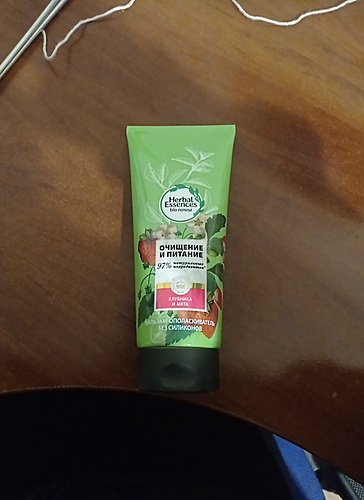 Herbal
Essences
bio:renew
ОЧИЩЕНИЕ
И ПИТАНИЕ
97% натуральных
ингредиентов
КЛУБНИКА
И МЯТА
БАЛЬЗАМ-ОПОЛАСКИВАТЕЛЬ
БЕЗ СИЛИКОНОВ